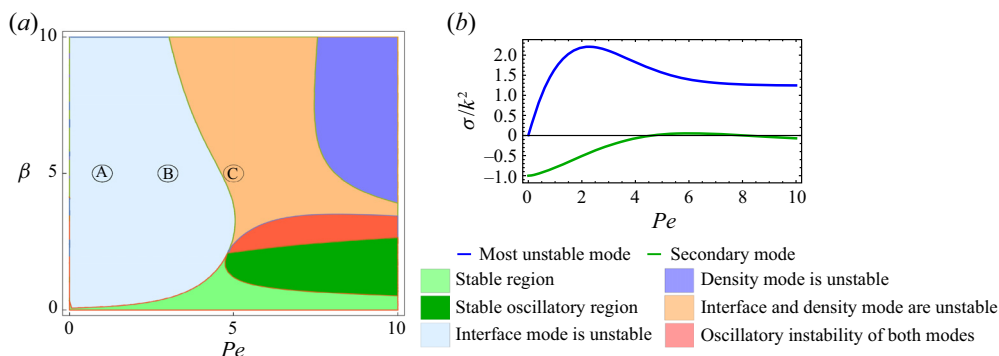 (a)
10
β
5
0
A
B
C
0
5
10
Pe
(b)
σ/k²
2.0
1.5
1.0
0.5
0
−0.5
−1.0
0
2
4
6
8
10
Pe
Most unstable mode
Secondary mode
Stable region
Density mode is unstable
Stable oscillatory region
Interface and density mode are unstable
Interface mode is unstable
Oscillatory instability of both modes